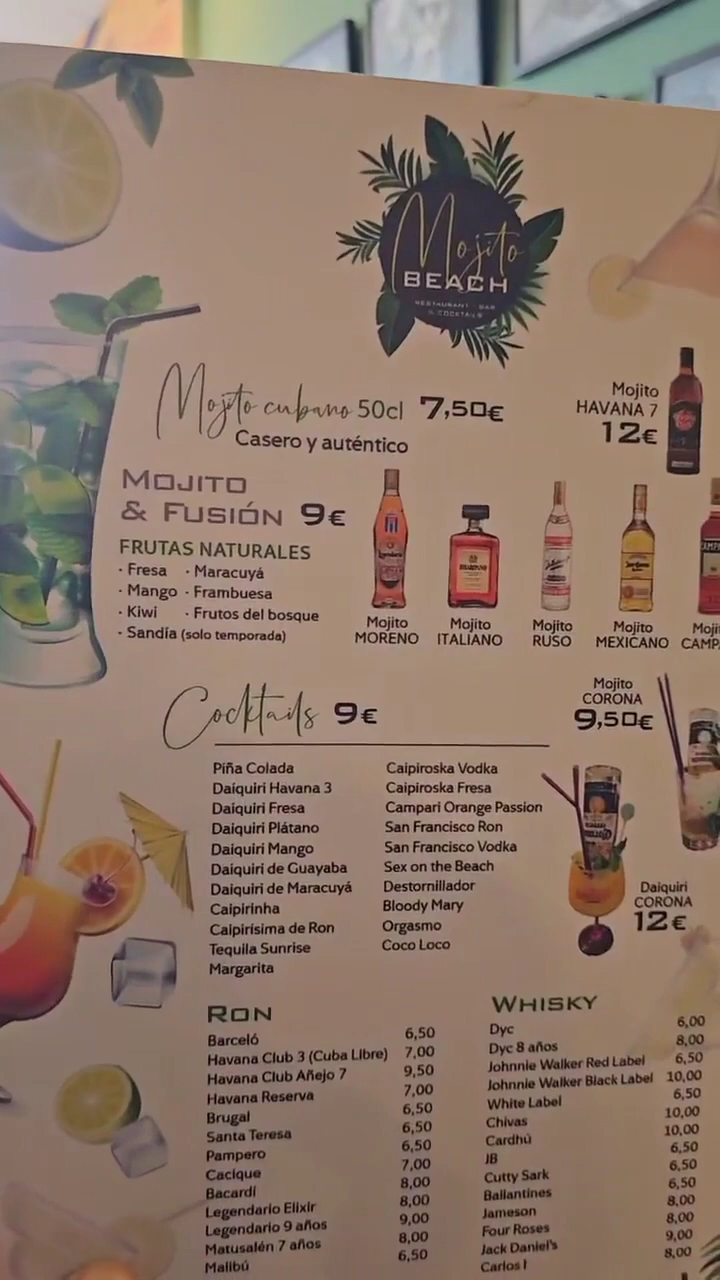 Mojito
BEACH
RESTAURANT · BAR
& COCKTAILS
Mojito cubano 50cl 7,50€
Casero y auténtico
Mojito
HAVANA 7
12€
MOJITO
& FUSIÓN 9€
FRUTAS NATURALES
· Fresa · Maracuyá
· Mango · Frambuesa
· Kiwi · Frutos del bosque
· Sandía (solo temporada)
Mojito
MORENO
Mojito
ITALIANO
Mojito
RUSO
Mojito
MEXICANO
Mojito
CORONA
9,50€
Cocktails 9€
Piña Colada
Daiquiri Havana 3
Daiquiri Fresa
Daiquiri Plátano
Daiquiri Mango
Daiquiri de Guayaba
Daiquiri de Maracuyá
Caipirinha
Caipirísima de Ron
Tequila Sunrise
Margarita
Caipiroska Vodka
Caipiroska Fresa
Campari Orange Passion
San Francisco Ron
San Francisco Vodka
Sex on the Beach
Destornillador
Bloody Mary
Orgasmo
Coco Loco
Daiquiri
CORONA
12€
RON
Barceló 6,50
Havana Club 3 (Cuba Libre) 7,00
Havana Club Añejo 7 9,50
Havana Reserva 7,00
Brugal 6,50
Santa Teresa 6,50
Pampero 6,50
Cacique 7,00
Bacardi 8,00
Legendario Elixir 8,00
Legendario 9 años 9,00
Matusalén 7 años 8,00
Malibú 6,50
WHISKY
Dyc 6,00
Dyc 8 años 8,00
Johnnie Walker Red Label 6,50
Johnnie Walker Black Label 10,00
White Label 6,50
Chivas 10,00
Cardhú 10,00
JB 6,50
Cutty Sark 6,50
Ballantines 6,50
Jameson 8,00
Four Roses 8,00
Jack Daniel's 9,00
Carlos I 8,00